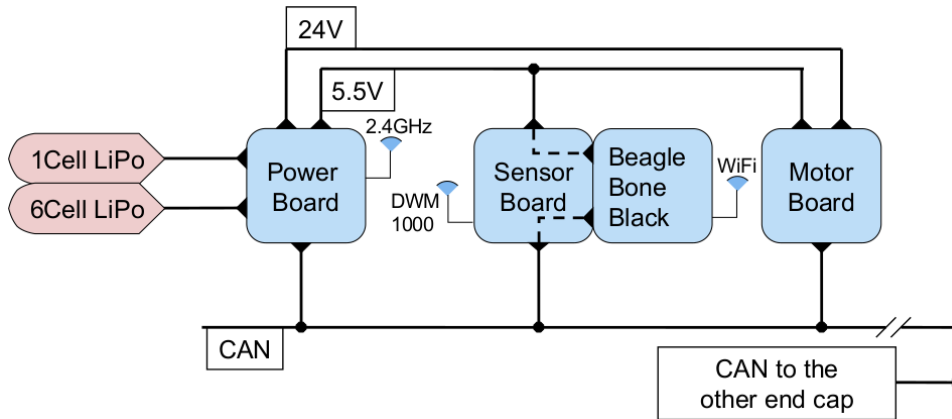 24V
5.5V
2.4GHz
1Cell LiPo
6Cell LiPo
Power
Board
DWM
1000
Sensor
Board
Beagle
Bone
Black
WiFi
Motor
Board
CAN
CAN to the
other end cap